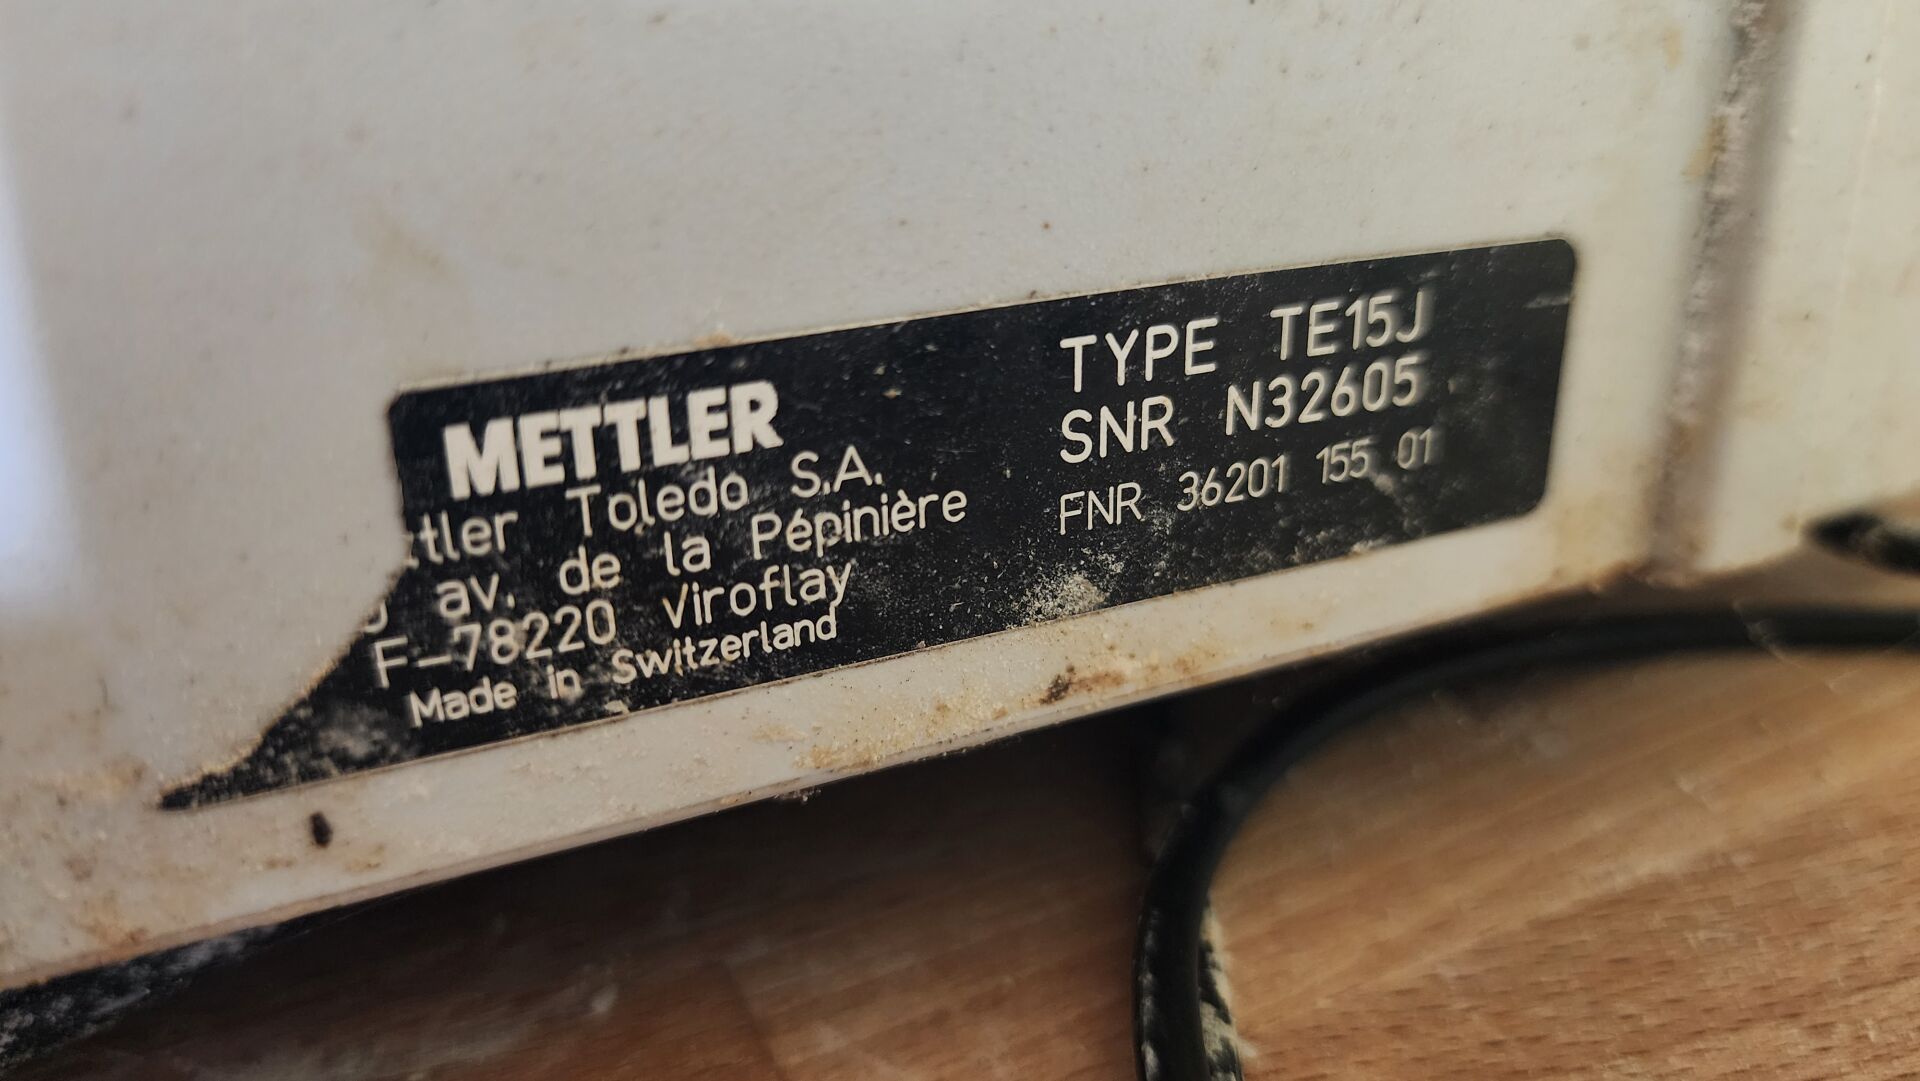 METTLER
ttler Toledo S.A.
av. de la Pépinière
F-78220 Viroflay
Made in Switzerland
TYPE TE15J
SNR N32605
FNR 36201 155 01